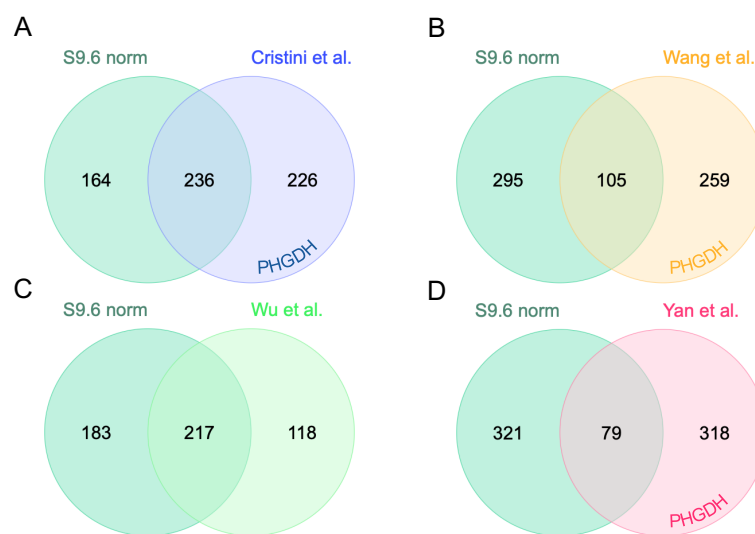 A
S9.6 norm Cristini et al.
164 236 226
PHGDH
B
S9.6 norm Wang et al.
295 105 259
PHGDH
C
S9.6 norm Wu et al.
183 217 118
D
S9.6 norm Yan et al.
321 79 318
PHGDH